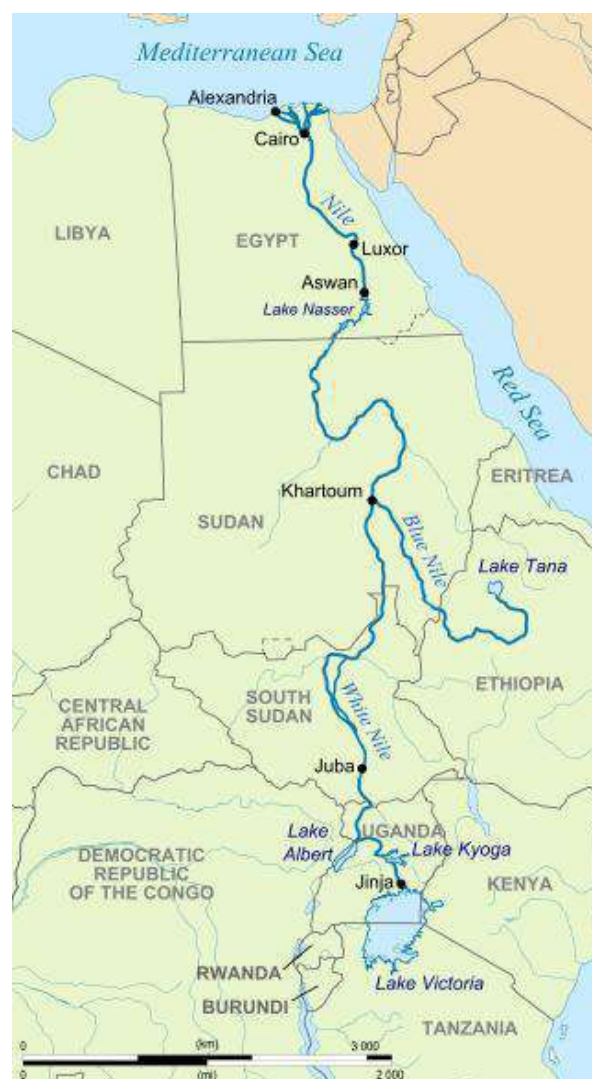 Mediterranean Sea
Alexandria
Cairo
Nile
LIBYA
EGYPT
Luxor
Aswan
Lake Nasser
Red Sea
CHAD
ERITREA
Khartoum
SUDAN
Blue Nile
Lake Tana
CENTRAL
AFRICAN
REPUBLIC
SOUTH
SUDAN
ETHIOPIA
White Nile
Juba
Lake
Albert
UGANDA
Lake Kyoga
DEMOCRATIC
REPUBLIC
OF THE CONGO
Jinja
KENYA
RWANDA
BURUNDI
Lake Victoria
TANZANIA
0 (km) 3 000
0 (mi) 2 000